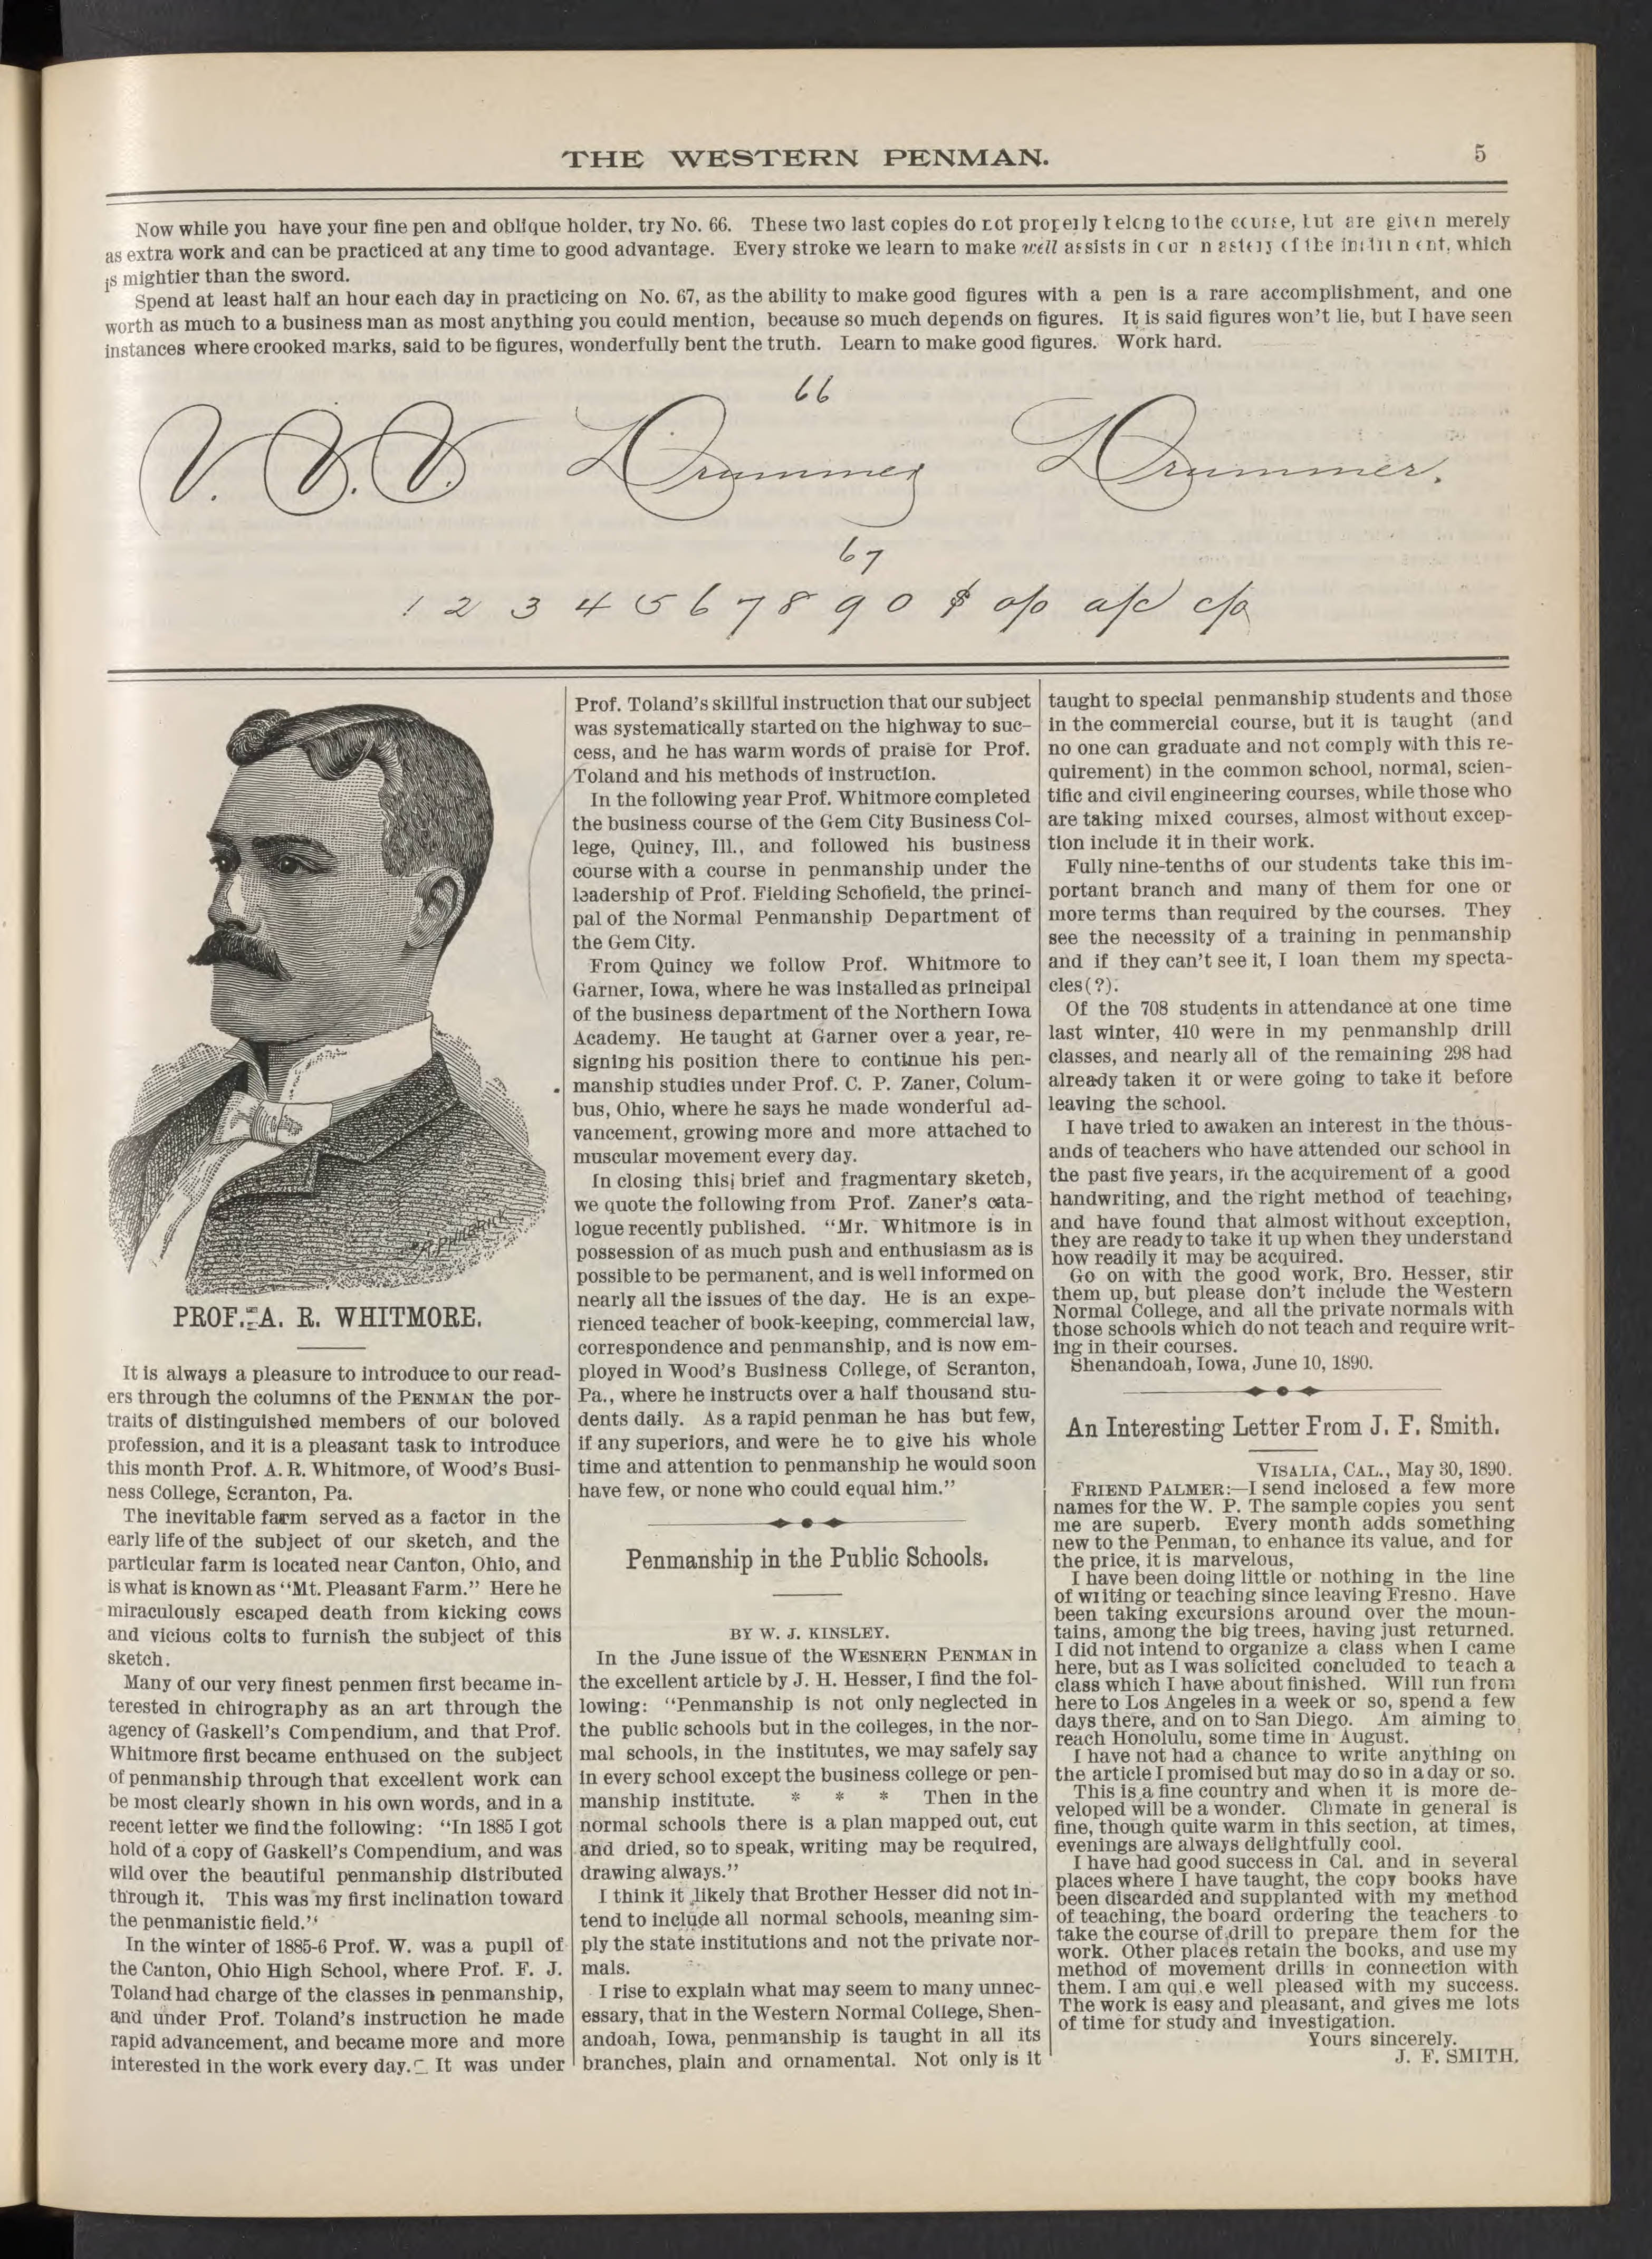 THE WESTERN PENMAN.
5
Now while you have your fine pen and oblique holder, try No. 66. These two last copies do not properly belong to the course, but are given merely
as extra work and can be practiced at any time to good advantage. Every stroke we learn to make well assists in our mastery of the instrument, which
is mightier than the sword.
Spend at least half an hour each day in practicing on No. 67, as the ability to make good figures with a pen is a rare accomplishment, and one
worth as much to a business man as most anything you could mention, because so much depends on figures. It is said figures won't lie, but I have seen
instances where crooked marks, said to be figures, wonderfully bent the truth. Learn to make good figures. Work hard.
66
V. V. V. Drummer Drummer.
67
1 2 3 4 5 6 7 8 9 0 $ o/o a/c c/a
R. PHILBRICK
PROF. A. R. WHITMORE.
It is always a pleasure to introduce to our read-
ers through the columns of the PENMAN the por-
traits of distinguished members of our boloved
profession, and it is a pleasant task to introduce
this month Prof. A. R. Whitmore, of Wood's Busi-
ness College, Scranton, Pa.
The inevitable farm served as a factor in the
early life of the subject of our sketch, and the
particular farm is located near Canton, Ohio, and
is what is known as "Mt. Pleasant Farm." Here he
miraculously escaped death from kicking cows
and vicious colts to furnish the subject of this
sketch.
Many of our very finest penmen first became in-
terested in chirography as an art through the
agency of Gaskell's Compendium, and that Prof.
Whitmore first became enthused on the subject
of penmanship through that excellent work can
be most clearly shown in his own words, and in a
recent letter we find the following: "In 1885 I got
hold of a copy of Gaskell's Compendium, and was
wild over the beautiful penmanship distributed
through it. This was my first inclination toward
the penmanistic field."
In the winter of 1885-6 Prof. W. was a pupil of
the Canton, Ohio High School, where Prof. F. J.
Toland had charge of the classes in penmanship,
and under Prof. Toland's instruction he made
rapid advancement, and became more and more
interested in the work every day. It was under
Prof. Toland's skillful instruction that our subject
was systematically started on the highway to suc-
cess, and he has warm words of praise for Prof.
Toland and his methods of instruction.
In the following year Prof. Whitmore completed
the business course of the Gem City Business Col-
lege, Quincy, Ill., and followed his business
course with a course in penmanship under the
leadership of Prof. Fielding Schofield, the princi-
pal of the Normal Penmanship Department of
the Gem City.
From Quincy we follow Prof. Whitmore to
Garner, Iowa, where he was installed as principal
of the business department of the Northern Iowa
Academy. He taught at Garner over a year, re-
signing his position there to continue his pen-
manship studies under Prof. C. P. Zaner, Colum-
bus, Ohio, where he says he made wonderful ad-
vancement, growing more and more attached to
muscular movement every day.
In closing this brief and fragmentary sketch,
we quote the following from Prof. Zaner's cata-
logue recently published. "Mr. Whitmore is in
possession of as much push and enthusiasm as is
possible to be permanent, and is well informed on
nearly all the issues of the day. He is an expe-
rienced teacher of book-keeping, commercial law,
correspondence and penmanship, and is now em-
ployed in Wood's Business College, of Scranton,
Pa., where he instructs over a half thousand stu-
dents daily. As a rapid penman he has but few,
if any superiors, and were he to give his whole
time and attention to penmanship he would soon
have few, or none who could equal him."
Penmanship in the Public Schools.
BY W. J. KINSLEY.
In the June issue of the WESNERN PENMAN in
the excellent article by J. H. Hesser, I find the fol-
lowing: "Penmanship is not only neglected in
the public schools but in the colleges, in the nor-
mal schools, in the institutes, we may safely say
in every school except the business college or pen-
manship institute. * * * Then in the
normal schools there is a plan mapped out, cut
and dried, so to speak, writing may be required,
drawing always."
I think it likely that Brother Hesser did not in-
tend to include all normal schools, meaning sim-
ply the state institutions and not the private nor-
mals.
I rise to explain what may seem to many unnec-
essary, that in the Western Normal College, Shen-
andoah, Iowa, penmanship is taught in all its
branches, plain and ornamental. Not only is it
taught to special penmanship students and those
in the commercial course, but it is taught (and
no one can graduate and not comply with this re-
quirement) in the common school, normal, scien-
tific and civil engineering courses, while those who
are taking mixed courses, almost without excep-
tion include it in their work.
Fully nine-tenths of our students take this im-
portant branch and many of them for one or
more terms than required by the courses. They
see the necessity of a training in penmanship
and if they can't see it, I loan them my specta-
cles(?).
Of the 708 students in attendance at one time
last winter, 410 were in my penmanship drill
classes, and nearly all of the remaining 298 had
already taken it or were going to take it before
leaving the school.
I have tried to awaken an interest in the thous-
ands of teachers who have attended our school in
the past five years, in the acquirement of a good
handwriting, and the right method of teaching,
and have found that almost without exception,
they are ready to take it up when they understand
how readily it may be acquired.
Go on with the good work, Bro. Hesser, stir
them up, but please don't include the Western
Normal College, and all the private normals with
those schools which do not teach and require writ-
ing in their courses.
Shenandoah, Iowa, June 10, 1890.
An Interesting Letter From J. F. Smith.
VISALIA, CAL., May 30, 1890.
FRIEND PALMER:—I send inclosed a few more
names for the W. P. The sample copies you sent
me are superb. Every month adds something
new to the Penman, to enhance its value, and for
the price, it is marvelous,
I have been doing little or nothing in the line
of writing or teaching since leaving Fresno. Have
been taking excursions around over the moun-
tains, among the big trees, having just returned.
I did not intend to organize a class when I came
here, but as I was solicited concluded to teach a
class which I have about finished. Will run from
here to Los Angeles in a week or so, spend a few
days there, and on to San Diego. Am aiming to
reach Honolulu, some time in August.
I have not had a chance to write anything on
the article I promised but may do so in a day or so.
This is a fine country and when it is more de-
veloped will be a wonder. Climate in general is
fine, though quite warm in this section, at times,
evenings are always delightfully cool.
I have had good success in Cal. and in several
places where I have taught, the copy books have
been discarded and supplanted with my method
of teaching, the board ordering the teachers to
take the course of drill to prepare them for the
work. Other places retain the books, and use my
method of movement drills in connection with
them. I am qui.e well pleased with my success.
The work is easy and pleasant, and gives me lots
of time for study and investigation.
Yours sincerely.
J. F. SMITH.